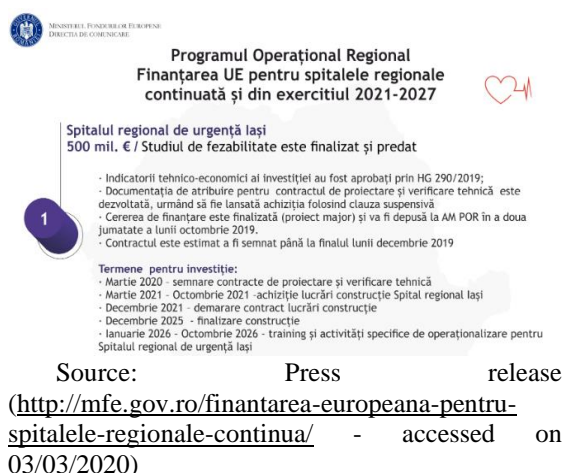 MINISTERUL FONDURILOR EUROPENE
DIRECȚIA DE COMUNICARE
Programul Operațional Regional
Finanțarea UE pentru spitalele regionale
continuată și din exercitiul 2021-2027
Spitalul regional de urgență Iași
500 mil. € / Studiul de fezabilitate este finalizat și predat
· Indicatorii tehnico-economici ai investiției au fost aprobați prin HG 290/2019;
· Documentația de atribuire pentru contractul de proiectare și verificare tehnică este
dezvoltată, urmând să fie lansată achiziția folosind clauza suspensivă
· Cererea de finanțare este finalizată (proiect major) și va fi depusă la AM POR în a doua
jumatate a lunii octombrie 2019.
· Contractul este estimat a fi semnat până la finalul lunii decembrie 2019
1
Termene pentru investiție:
· Martie 2020 - semnare contracte de proiectare și verificare tehnică
· Martie 2021 - Octombrie 2021 -achiziție lucrări construcție Spital regional Iași
· Decembrie 2021 - demarare contract lucrări construcție
· Decembrie 2025 - finalizare construcție
· Ianuarie 2026 - Octombrie 2026 - training și activități specifice de operaționalizare pentru
Spitalul regional de urgență Iași
Source: Press release
(http://mfe.gov.ro/finantarea-europeana-pentru-
spitalele-regionale-continua/ - accessed on
03/03/2020)